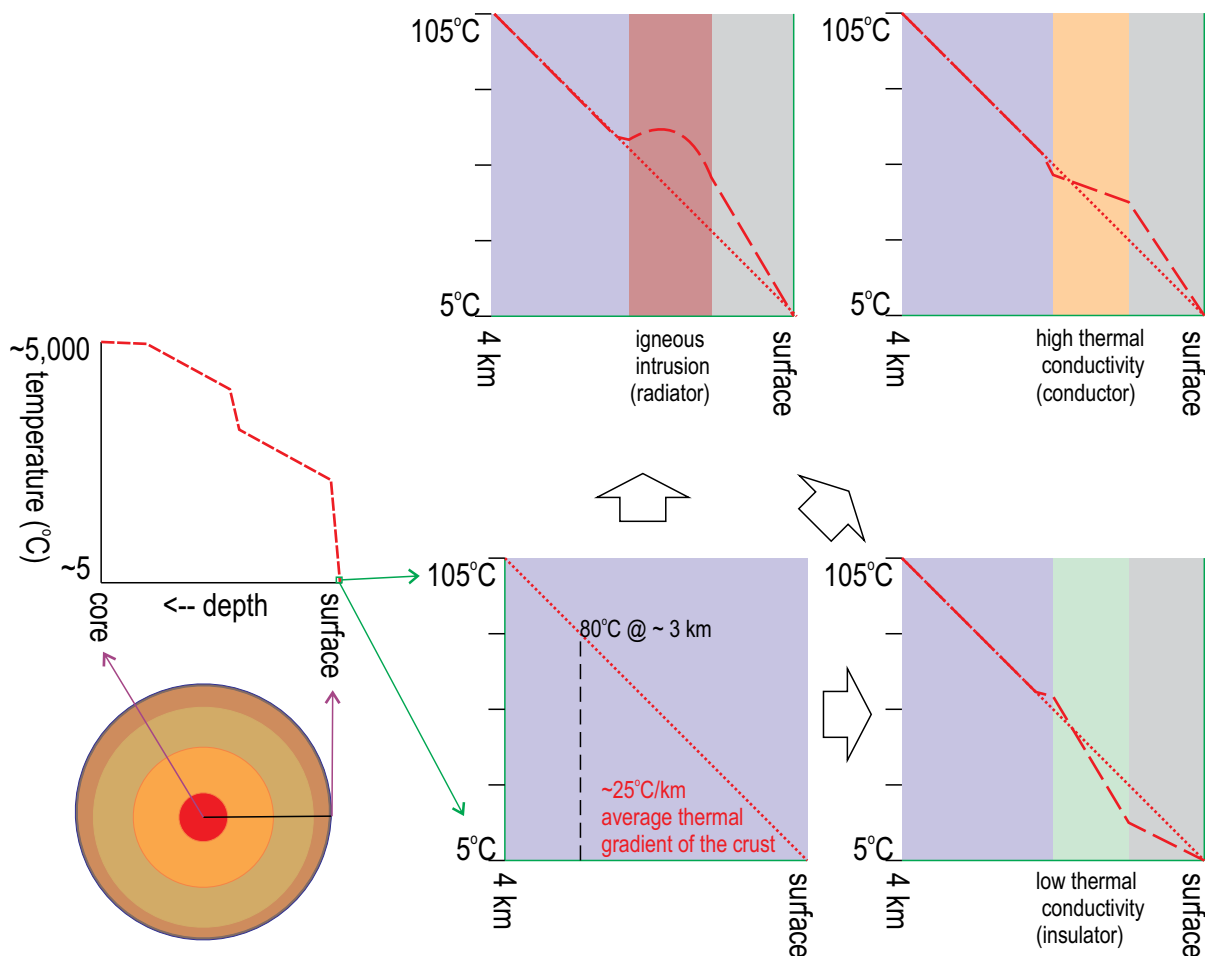 105°C
5°C
4 km
igneous
intrusion
(radiator)
surface
105°C
5°C
4 km
high thermal
conductivity
(conductor)
surface
~5,000
temperature (°C)
~5
core
<-- depth
surface
105°C
80°C @ ~ 3 km
~25°C/km
average thermal
gradient of the crust
5°C
4 km
surface
105°C
5°C
4 km
low thermal
conductivity
(insulator)
surface